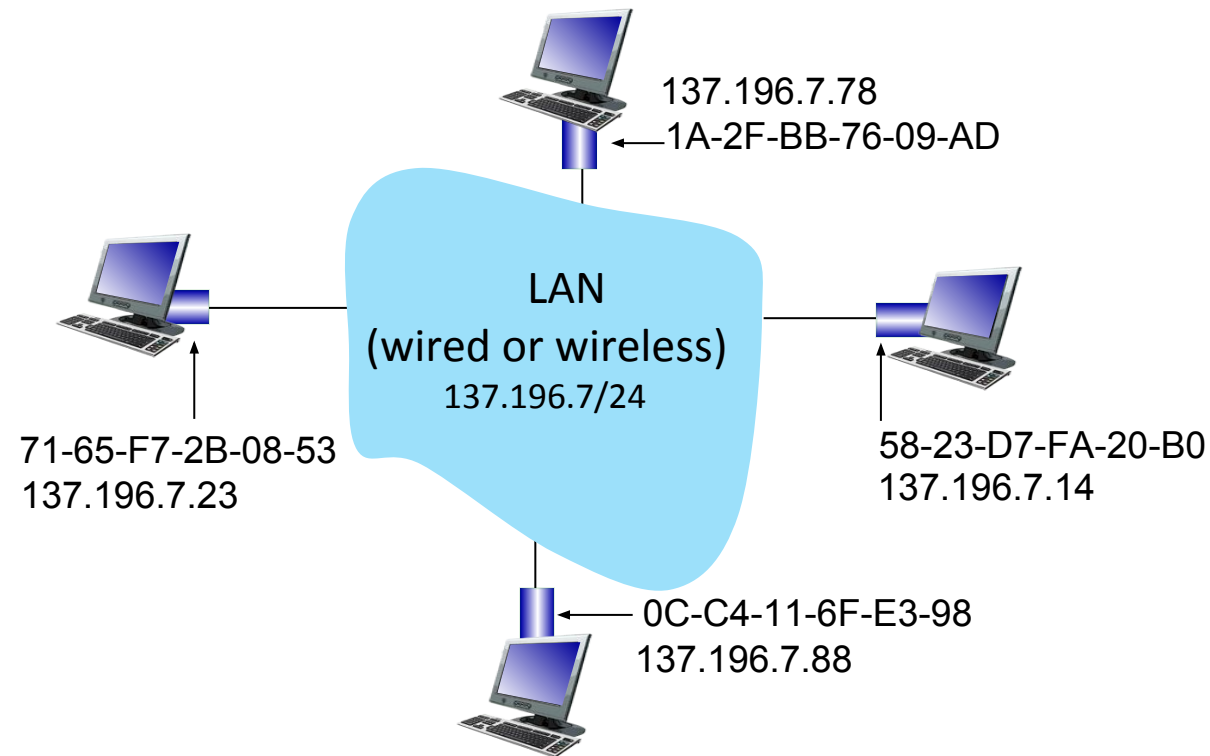 137.196.7.78
1A-2F-BB-76-09-AD
LAN
(wired or wireless)
137.196.7/24
71-65-F7-2B-08-53
137.196.7.23
58-23-D7-FA-20-B0
137.196.7.14
0C-C4-11-6F-E3-98
137.196.7.88